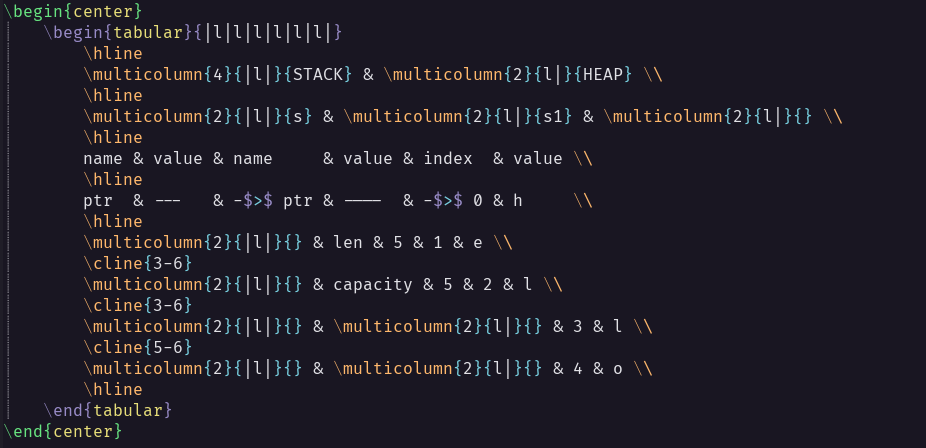 \begin{center}
    \begin{tabular}{|l|l|l|l|l|l|}
        \hline
        \multicolumn{4}{|l|}{STACK} & \multicolumn{2}{l|}{HEAP} \\
        \hline
        \multicolumn{2}{|l|}{s} & \multicolumn{2}{l|}{s1} & \multicolumn{2}{l|}{} \\
        \hline
        name & value & name     & value & index  & value \\
        \hline
        ptr  & ---   & -$>$ ptr & ----  & -$>$ 0 & h     \\
        \hline
        \multicolumn{2}{|l|}{} & len & 5 & 1 & e \\
        \cline{3-6}
        \multicolumn{2}{|l|}{} & capacity & 5 & 2 & l \\
        \cline{3-6}
        \multicolumn{2}{|l|}{} & \multicolumn{2}{l|}{} & 3 & l \\
        \cline{5-6}
        \multicolumn{2}{|l|}{} & \multicolumn{2}{l|}{} & 4 & o \\
        \hline
    \end{tabular}
\end{center}